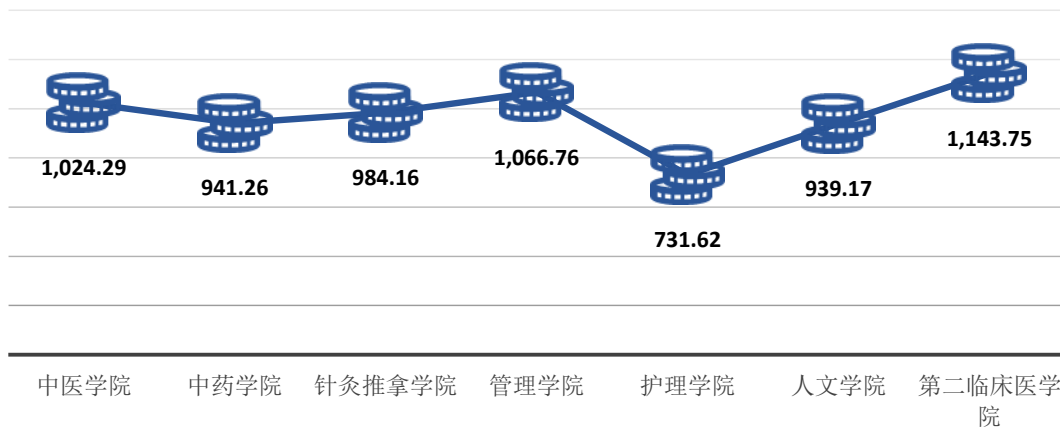 1,024.29
941.26
984.16
1,066.76
731.62
939.17
1,143.75
中医学院
中药学院
针灸推拿学院
管理学院
护理学院
人文学院
第二临床医学
院